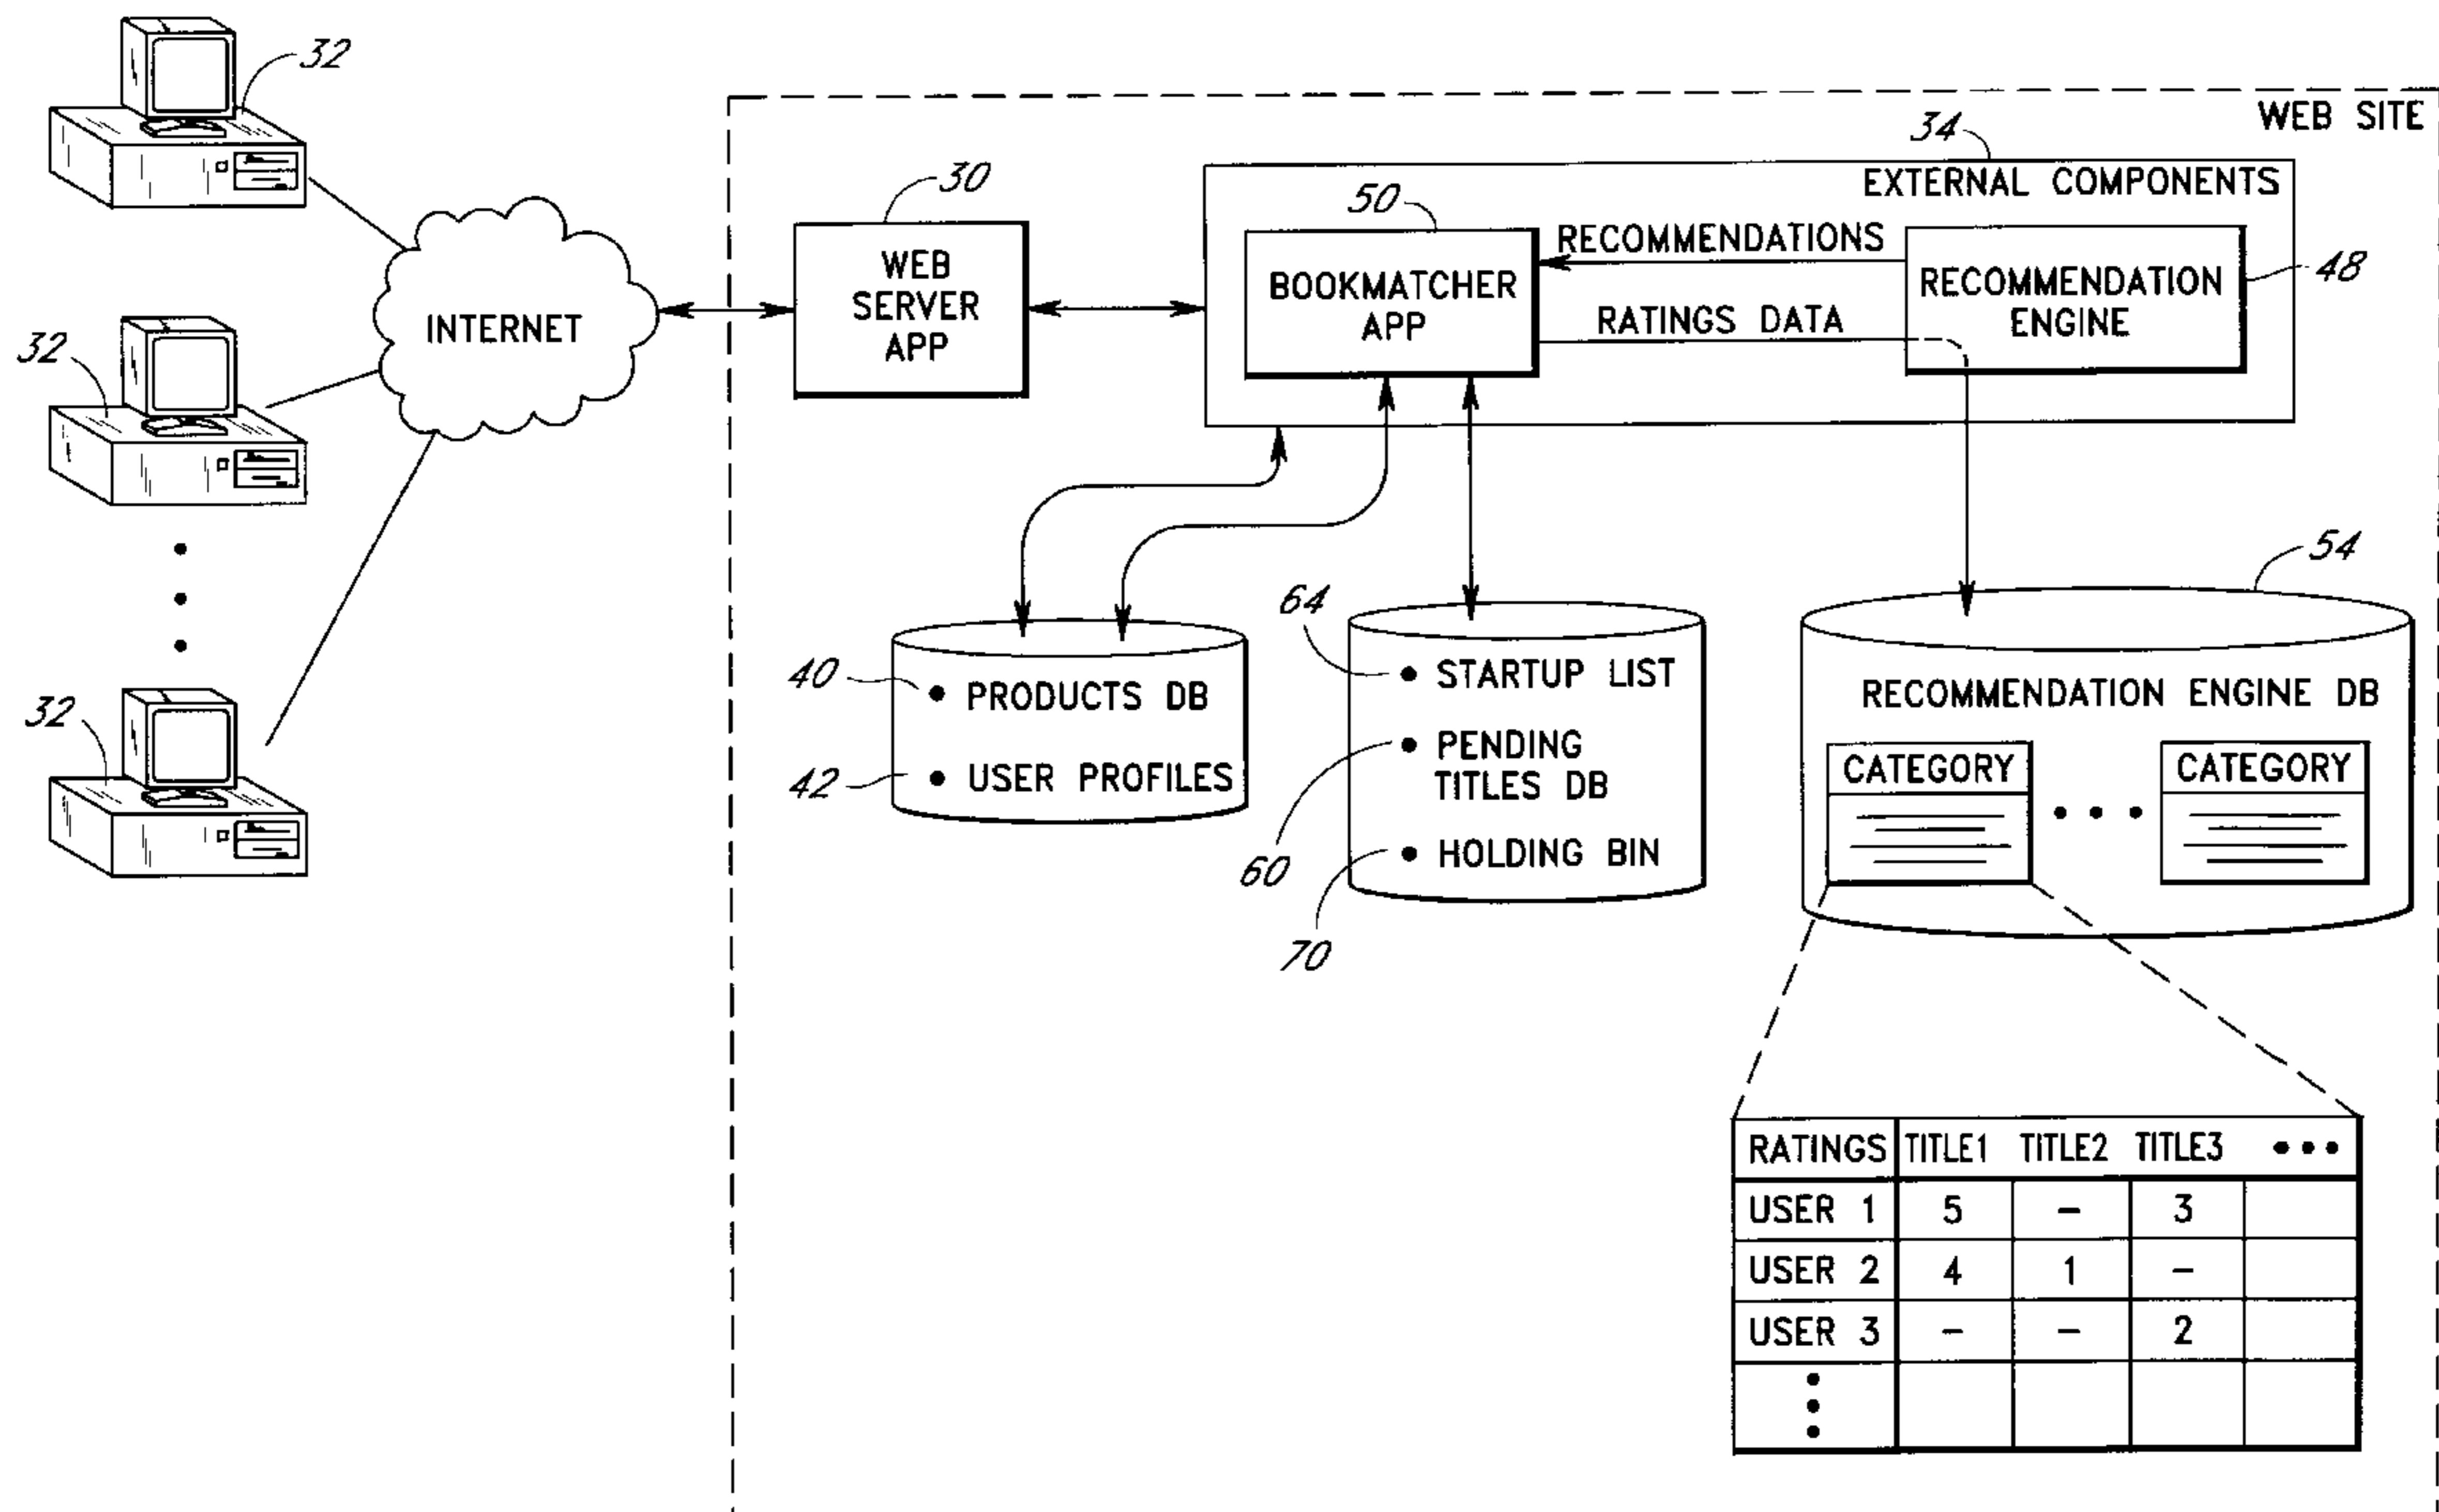 32
WEB SITE
34
EXTERNAL COMPONENTS
30
50
WEB
SERVER
APP
BOOKMATCHER
APP
RECOMMENDATIONS
RATINGS DATA
RECOMMENDATION
ENGINE
48
INTERNET
32
54
64
40
• PRODUCTS DB
42
• USER PROFILES
• STARTUP LIST
60
• PENDING
TITLES DB
70
• HOLDING BIN
RECOMMENDATION ENGINE DB
CATEGORY
• • •
CATEGORY
32
RATINGS TITLE1 TITLE2 TITLE3 •••
USER 1 5 – 3
USER 2 4 1 –
USER 3 – – 2